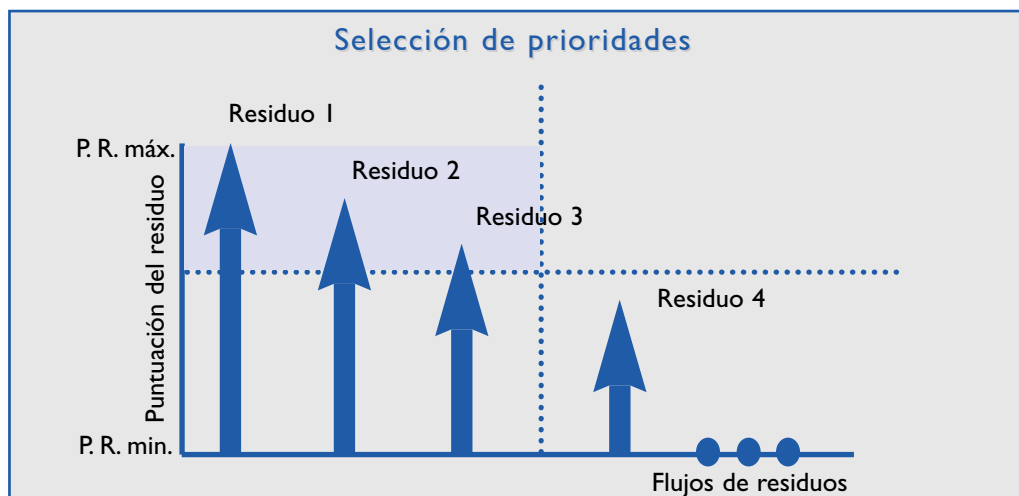 Selección de prioridades
Residuo 1
P. R. máx.
Residuo 2
Residuo 3
Puntuación del residuo
Residuo 4
P. R. min.
Flujos de residuos